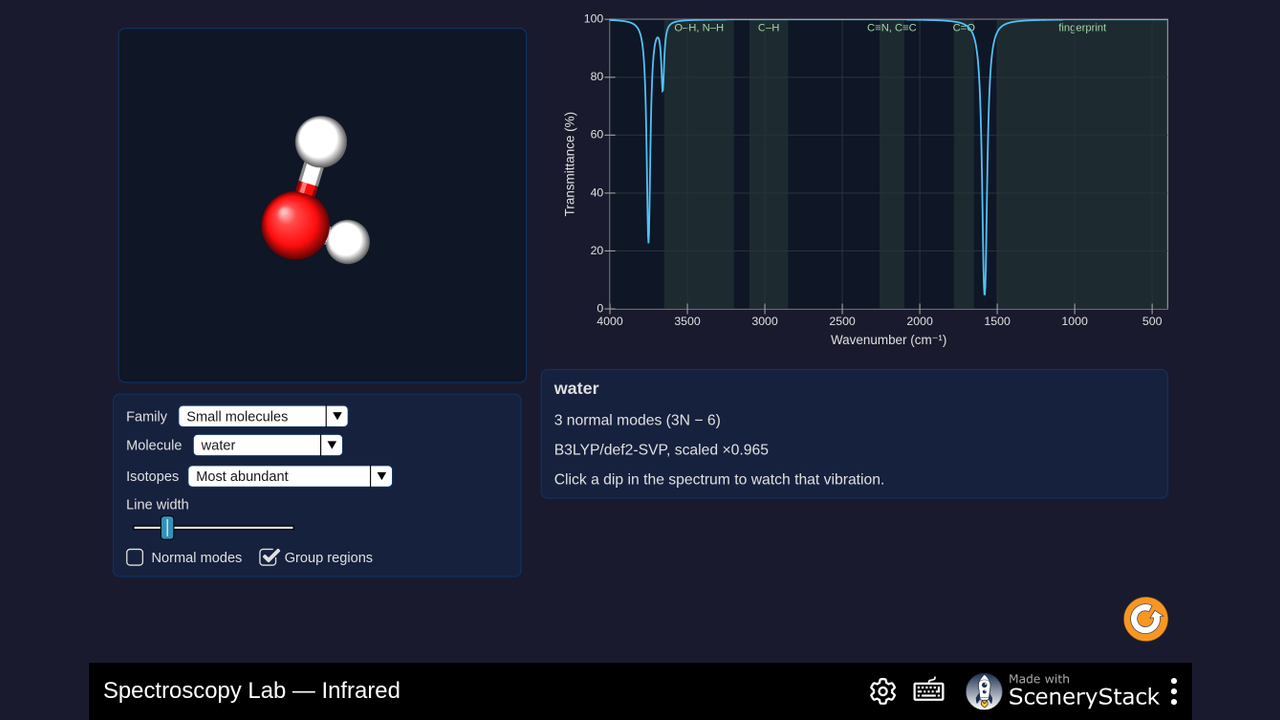 100
80
60
40
20
0
Transmittance (%)
O–H, N–H
C–H
C≡N, C≡C
C=O
fingerprint
4000
3500
3000
2500
2000
1500
1000
500
Wavenumber (cm⁻¹)
Family
Small molecules
Molecule
water
Isotopes
Most abundant
Line width
Normal modes
Group regions
water
3 normal modes (3N − 6)
B3LYP/def2-SVP, scaled ×0.965
Click a dip in the spectrum to watch that vibration.
Spectroscopy Lab — Infrared
Made with
SceneryStack